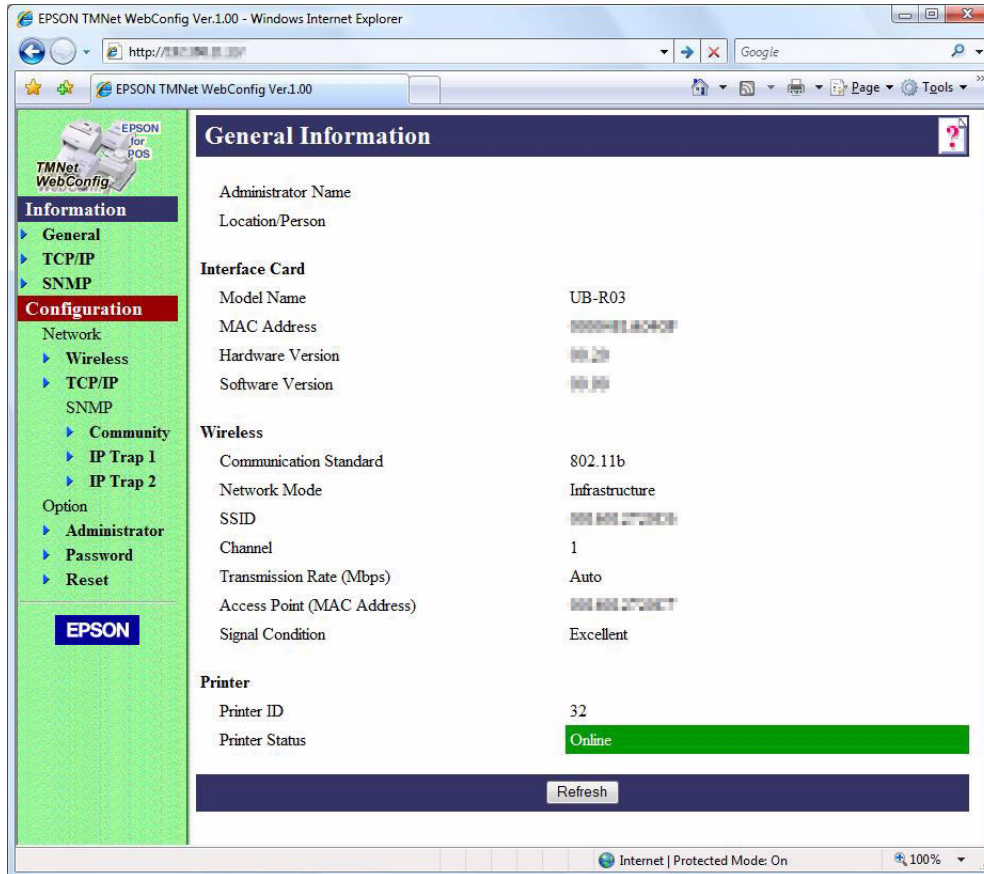 EPSON TMNet WebConfig Ver.1.00 - Windows Internet Explorer
http://
Google
EPSON TMNet WebConfig Ver.1.00
Page Tools
EPSON
for
POS
TMNet
WebConfig
Information
General
TCP/IP
SNMP
Configuration
Network
Wireless
TCP/IP
SNMP
Community
IP Trap 1
IP Trap 2
Option
Administrator
Password
Reset
EPSON
General Information
?
Administrator Name
Location/Person
Interface Card
Model Name UB-R03
MAC Address
Hardware Version
Software Version
Wireless
Communication Standard 802.11b
Network Mode Infrastructure
SSID
Channel 1
Transmission Rate (Mbps) Auto
Access Point (MAC Address)
Signal Condition Excellent
Printer
Printer ID 32
Printer Status Online
Refresh
Internet | Protected Mode: On 100%